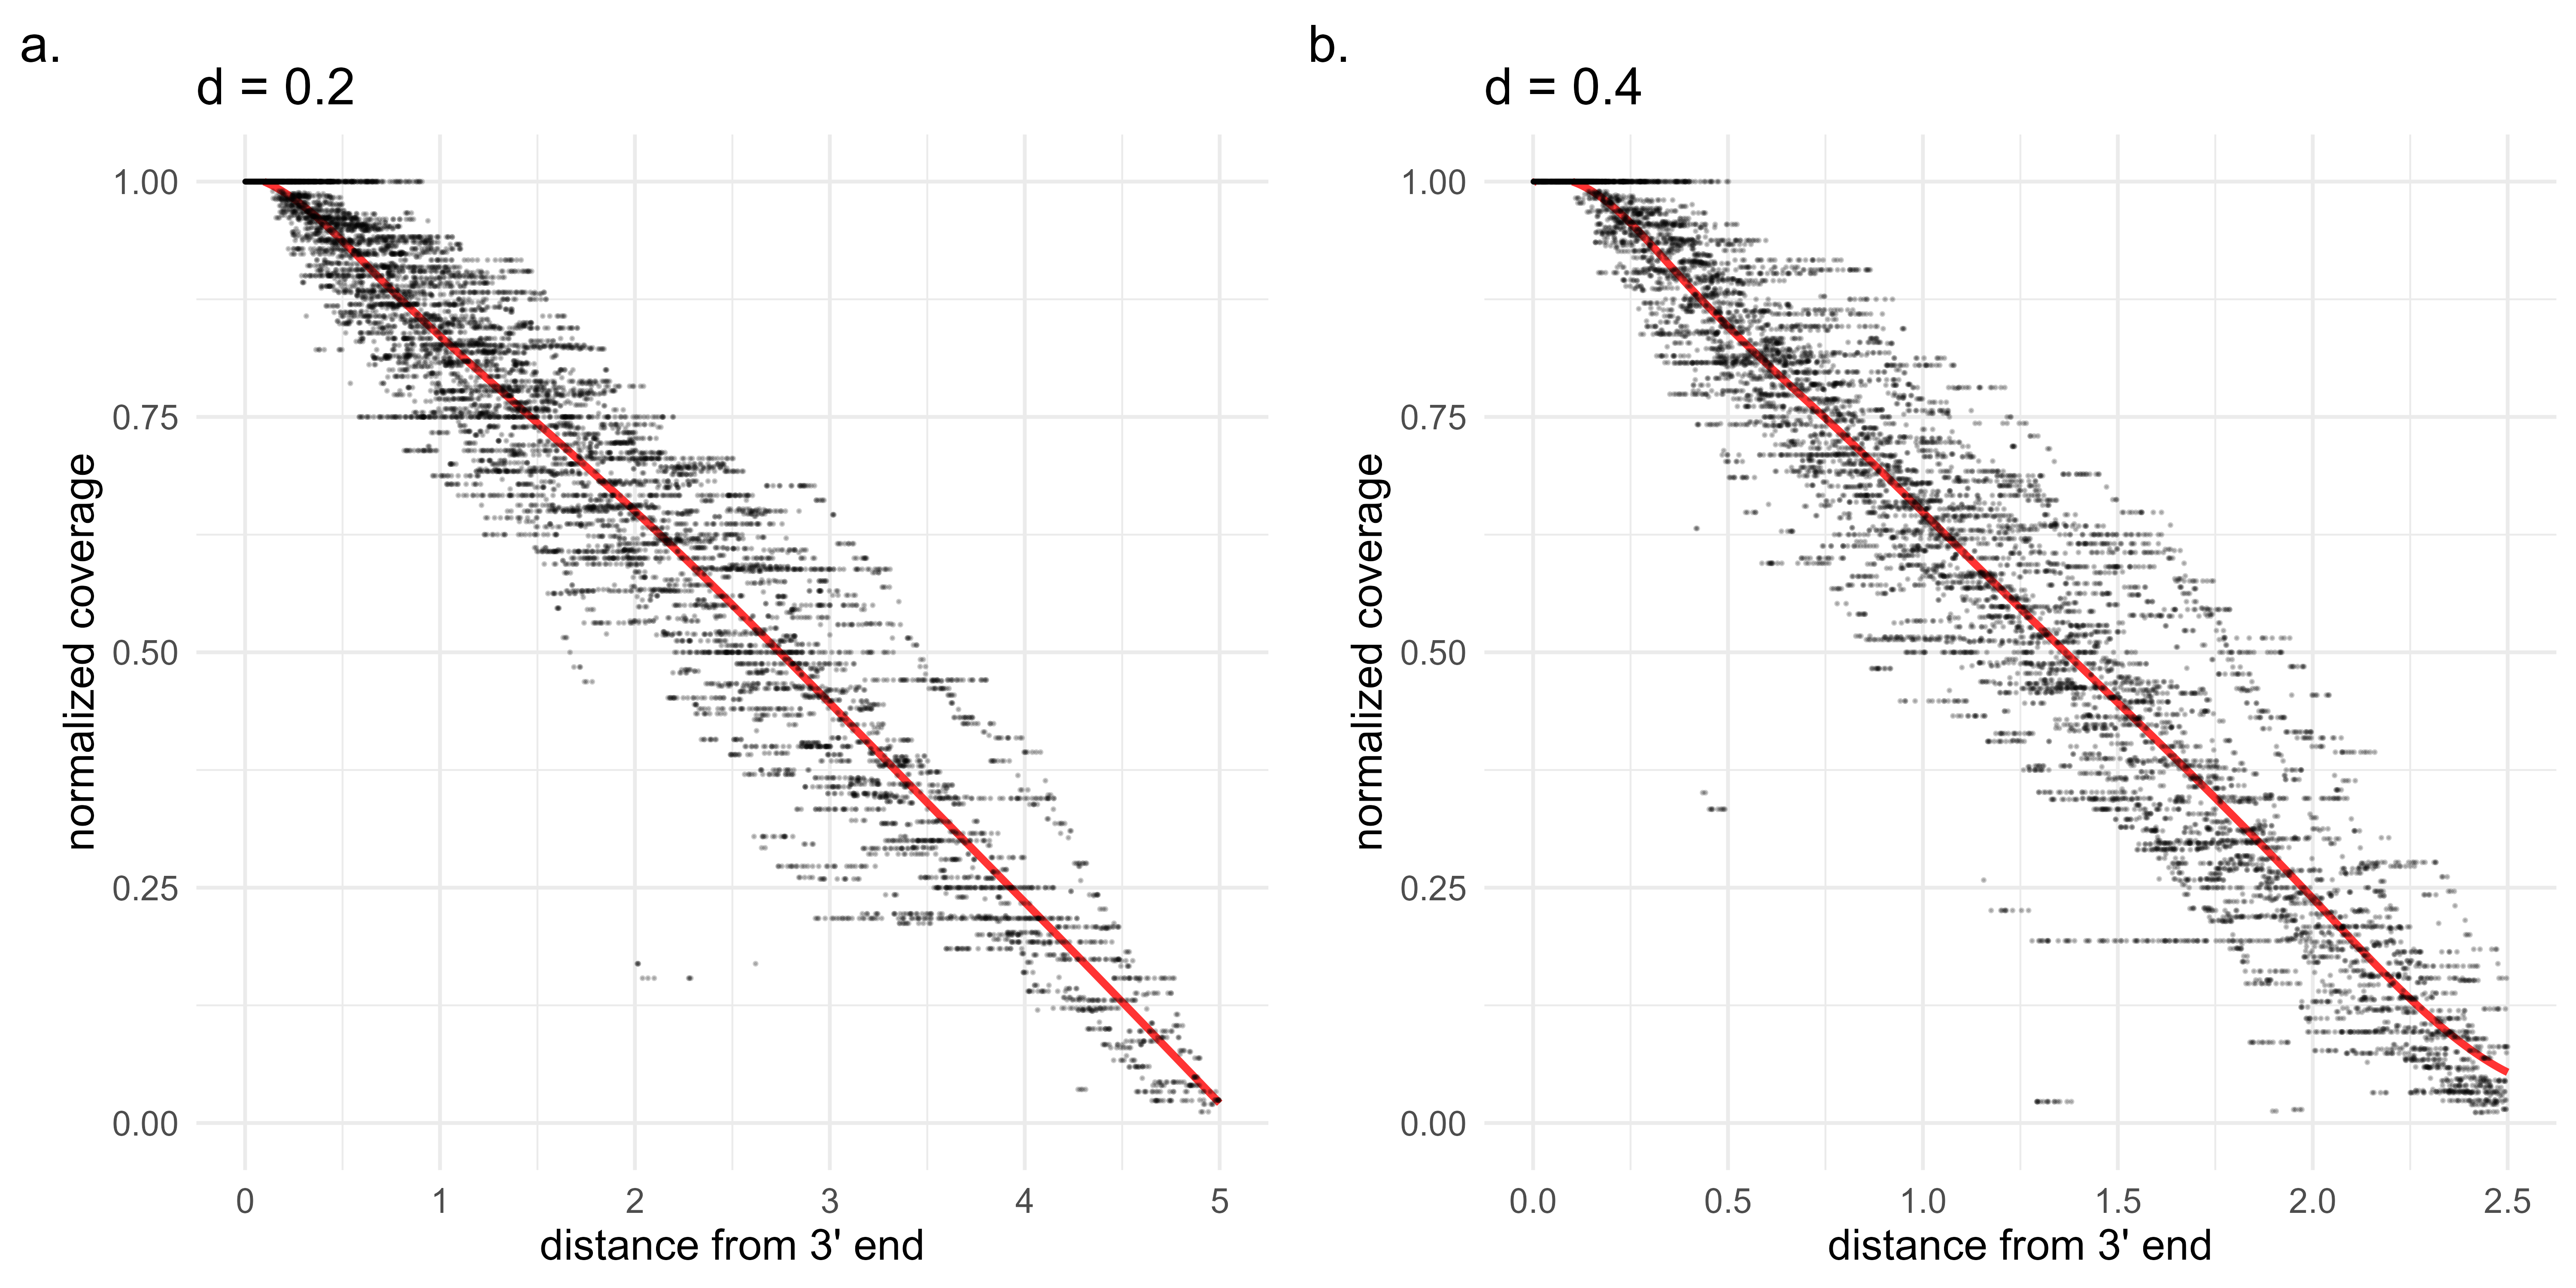 a.
d = 0.2
1.00
0.75
0.50
0.25
0.00
normalized coverage
0 1 2 3 4 5
distance from 3' end
b.
d = 0.4
1.00
0.75
0.50
0.25
0.00
normalized coverage
0.0 0.5 1.0 1.5 2.0 2.5
distance from 3' end